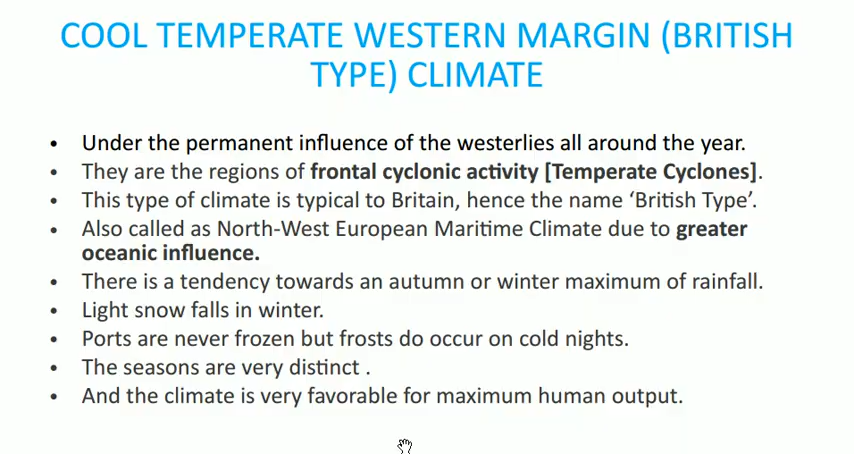 COOL TEMPERATE WESTERN MARGIN (BRITISH
TYPE) CLIMATE
• Under the permanent influence of the westerlies all around the year.
• They are the regions of frontal cyclonic activity [Temperate Cyclones].
• This type of climate is typical to Britain, hence the name ‘British Type’.
• Also called as North-West European Maritime Climate due to greater
oceanic influence.
• There is a tendency towards an autumn or winter maximum of rainfall.
• Light snow falls in winter.
• Ports are never frozen but frosts do occur on cold nights.
• The seasons are very distinct .
• And the climate is very favorable for maximum human output.